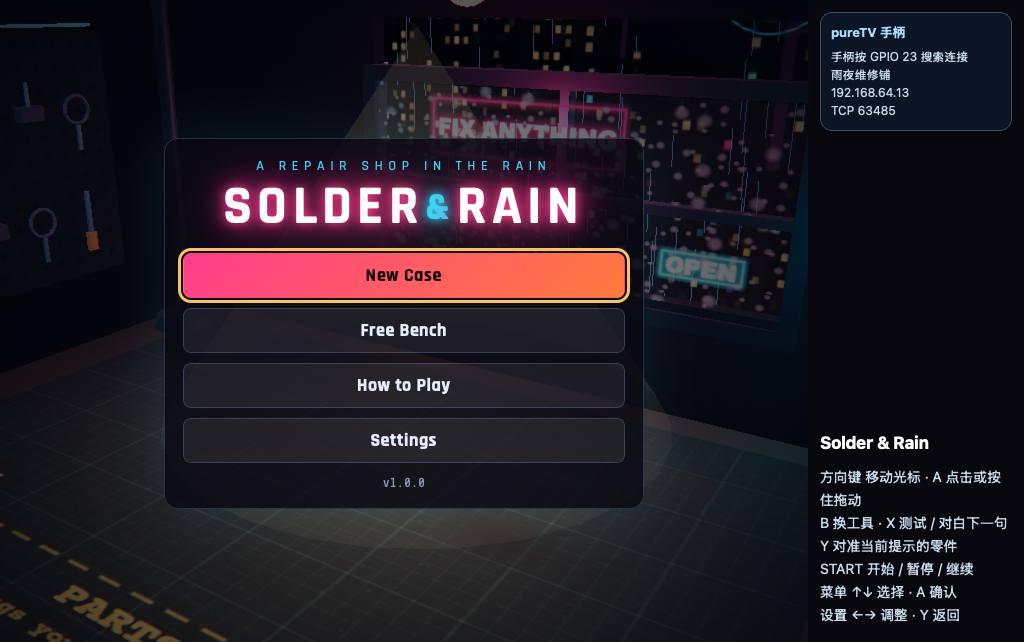 FIX ANYTHING
A REPAIR SHOP IN THE RAIN
SOLDER & RAIN
New Case
OPEN
Free Bench
How to Play
Settings
v1.0.0
PARTS
pureTV 手柄
手柄按 GPIO 23 搜索连接
雨夜维修铺
192.168.64.13
TCP 63485
Solder & Rain
方向键 移动光标 · A 点击或按
住拖动
B 换工具 · X 测试 / 对白下一句
Y 对准当前提示的零件
START 开始 / 暂停 / 继续
菜单 ↑↓ 选择 · A 确认
设置 ←→ 调整 · Y 返回